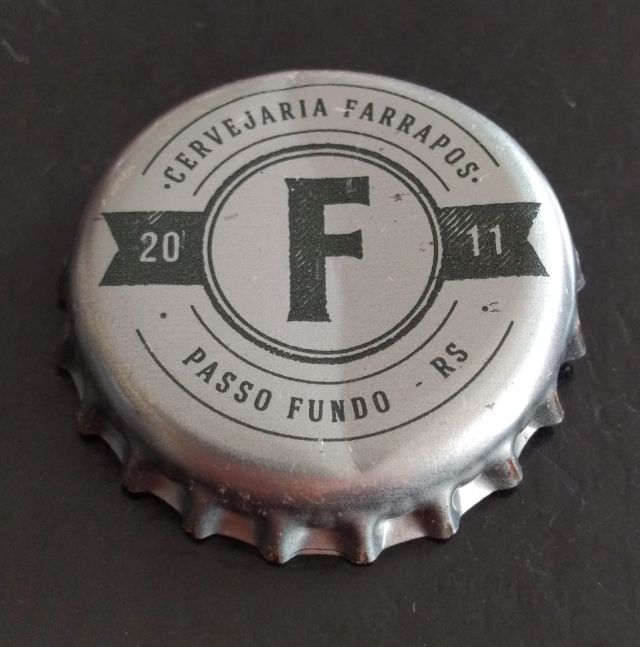 ·CERVEJARIA FARRAPOS·
20 F 11
PASSO FUNDO - RS